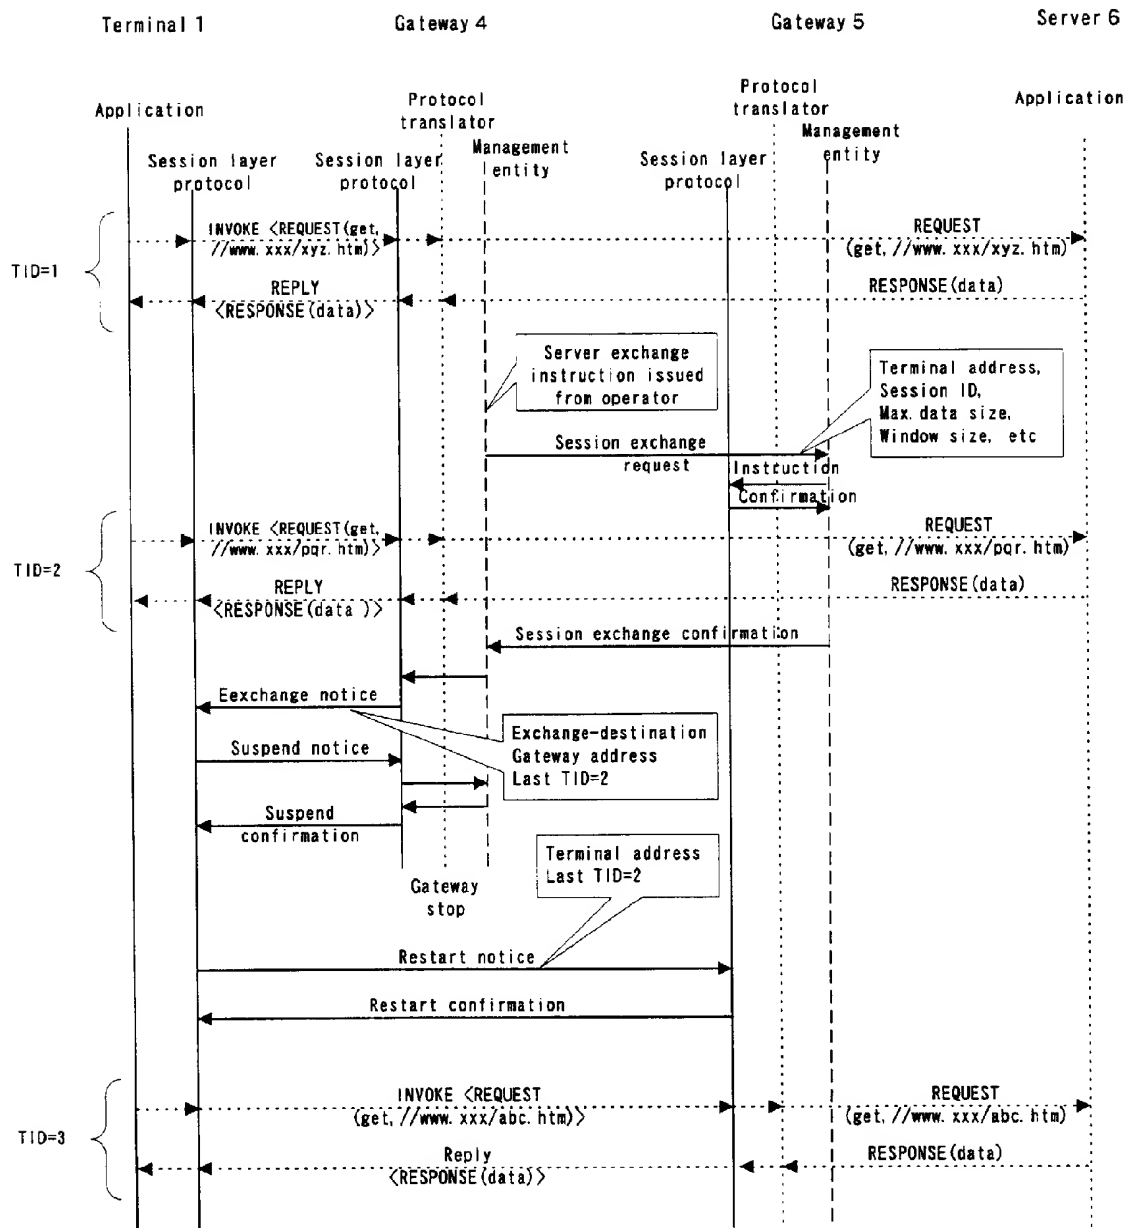 Terminal 1
Gateway 4
Gateway 5
Server 6
Application
Protocol
translator
Management
entity
Session layer
protocol
Session layer
protocol
Protocol
translator
Management
entity
Session layer
protocol
Application
TID=1
INVOKE <REQUEST(get,
//www.xxx/xyz.htm)>
REQUEST
(get,//www.xxx/xyz.htm)
REPLY
<RESPONSE(data)>
RESPONSE(data)
Server exchange
instruction issued
from operator
Terminal address,
Session ID,
Max.data size,
Window size, etc
Session exchange
request
Instruction
Confirmation
TID=2
INVOKE <REQUEST(get,
//www.xxx/pqr.htm)>
REQUEST
(get,//www.xxx/pqr.htm)
REPLY
<RESPONSE(data )>
RESPONSE(data)
Session exchange confirmation
Eexchange notice
Exchange-destination
Gateway address
Last TID=2
Suspend notice
Suspend
confirmation
Gateway
stop
Terminal address
Last TID=2
Restart notice
Restart confirmation
TID=3
INVOKE <REQUEST
(get,//www.xxx/abc.htm)>
REQUEST
(get,//www.xxx/abc.htm)
Reply
<RESPONSE(data)>
RESPONSE(data)